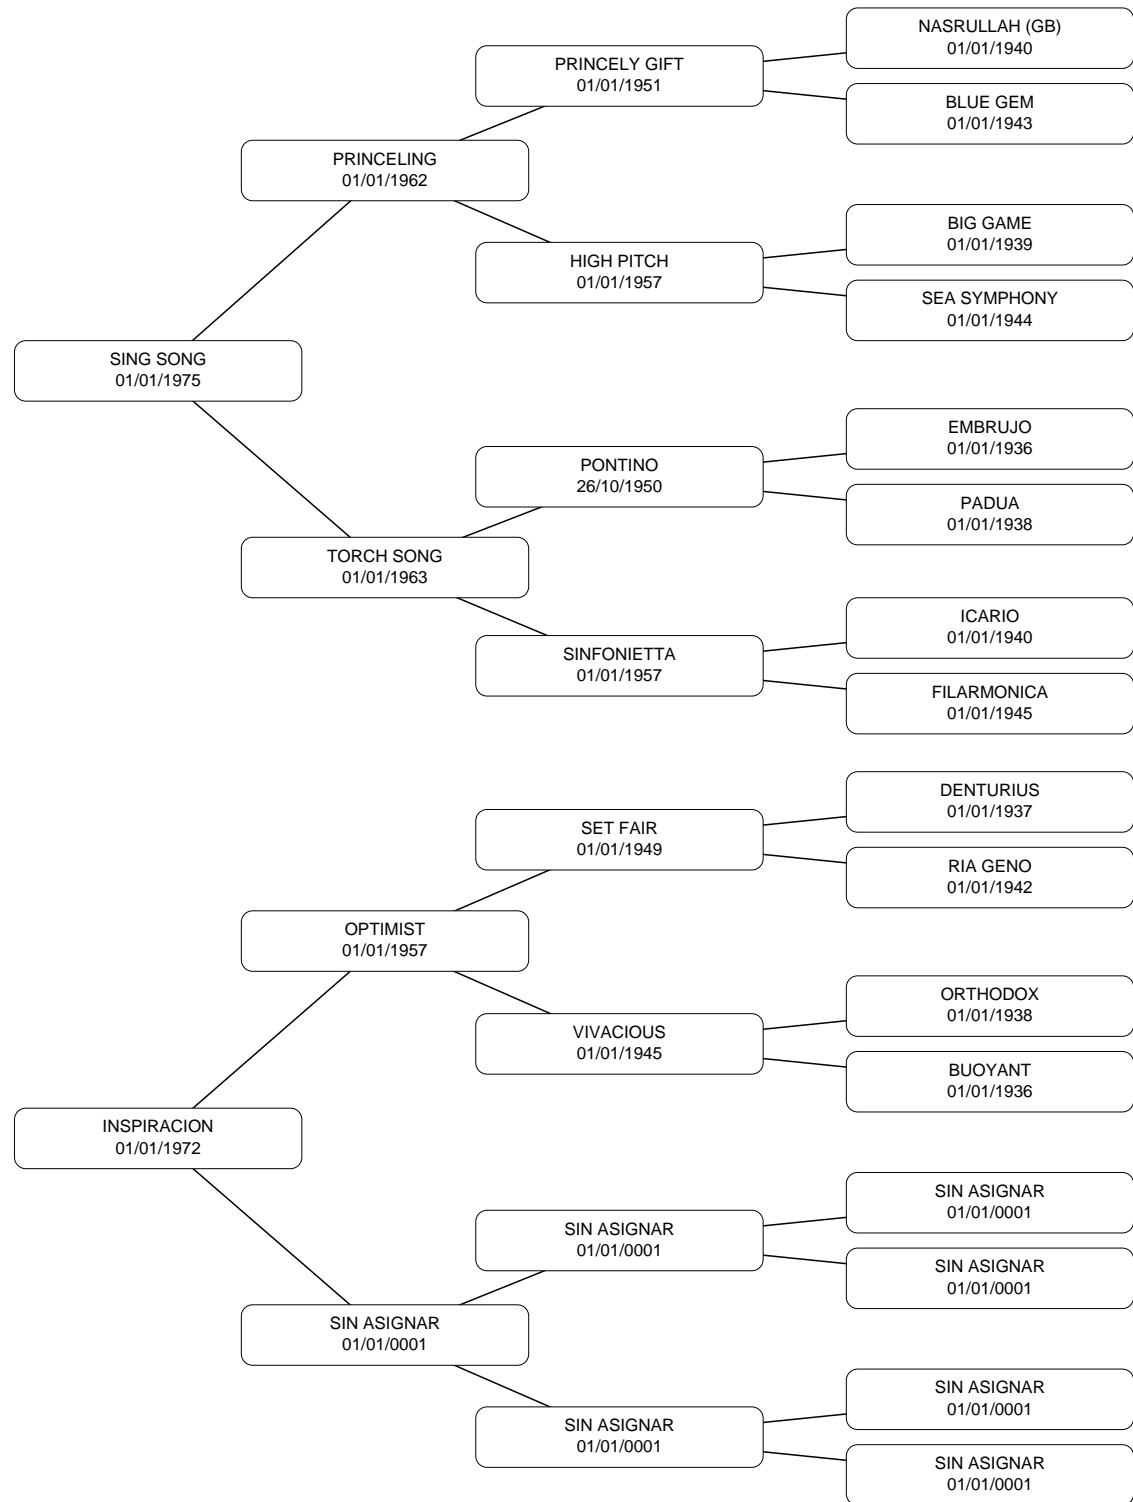 NASRULLAH (GB)
01/01/1940
PRINCELY GIFT
01/01/1951
BLUE GEM
01/01/1943
PRINCELING
01/01/1962
BIG GAME
01/01/1939
HIGH PITCH
01/01/1957
SEA SYMPHONY
01/01/1944
SING SONG
01/01/1975
EMBRUJO
01/01/1936
PONTINO
26/10/1950
PADUA
01/01/1938
TORCH SONG
01/01/1963
ICARIO
01/01/1940
SINFONIETTA
01/01/1957
FILARMONICA
01/01/1945
DENTURIUS
01/01/1937
SET FAIR
01/01/1949
RIA GENO
01/01/1942
OPTIMIST
01/01/1957
ORTHODOX
01/01/1938
VIVACIOUS
01/01/1945
BUOYANT
01/01/1936
INSPIRACION
01/01/1972
SIN ASIGNAR
01/01/0001
SIN ASIGNAR
01/01/0001
SIN ASIGNAR
01/01/0001
SIN ASIGNAR
01/01/0001
SIN ASIGNAR
01/01/0001
SIN ASIGNAR
01/01/0001
SIN ASIGNAR
01/01/0001